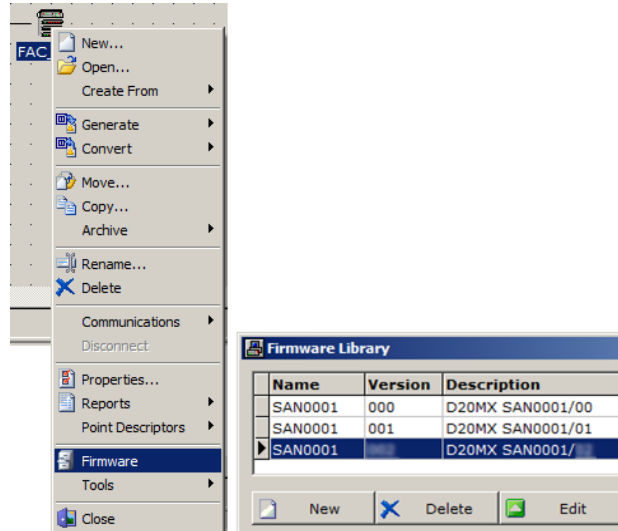 FAC_
New...
Open...
Create From
Generate
Convert
Move...
Copy...
Archive
Rename...
Delete
Communications
Disconnect
Properties...
Reports
Point Descriptors
Firmware
Tools
Close
Firmware Library
Name Version Description
SAN0001 000 D20MX SAN0001/00
SAN0001 001 D20MX SAN0001/01
SAN0001 D20MX SAN0001/
New Delete Edit